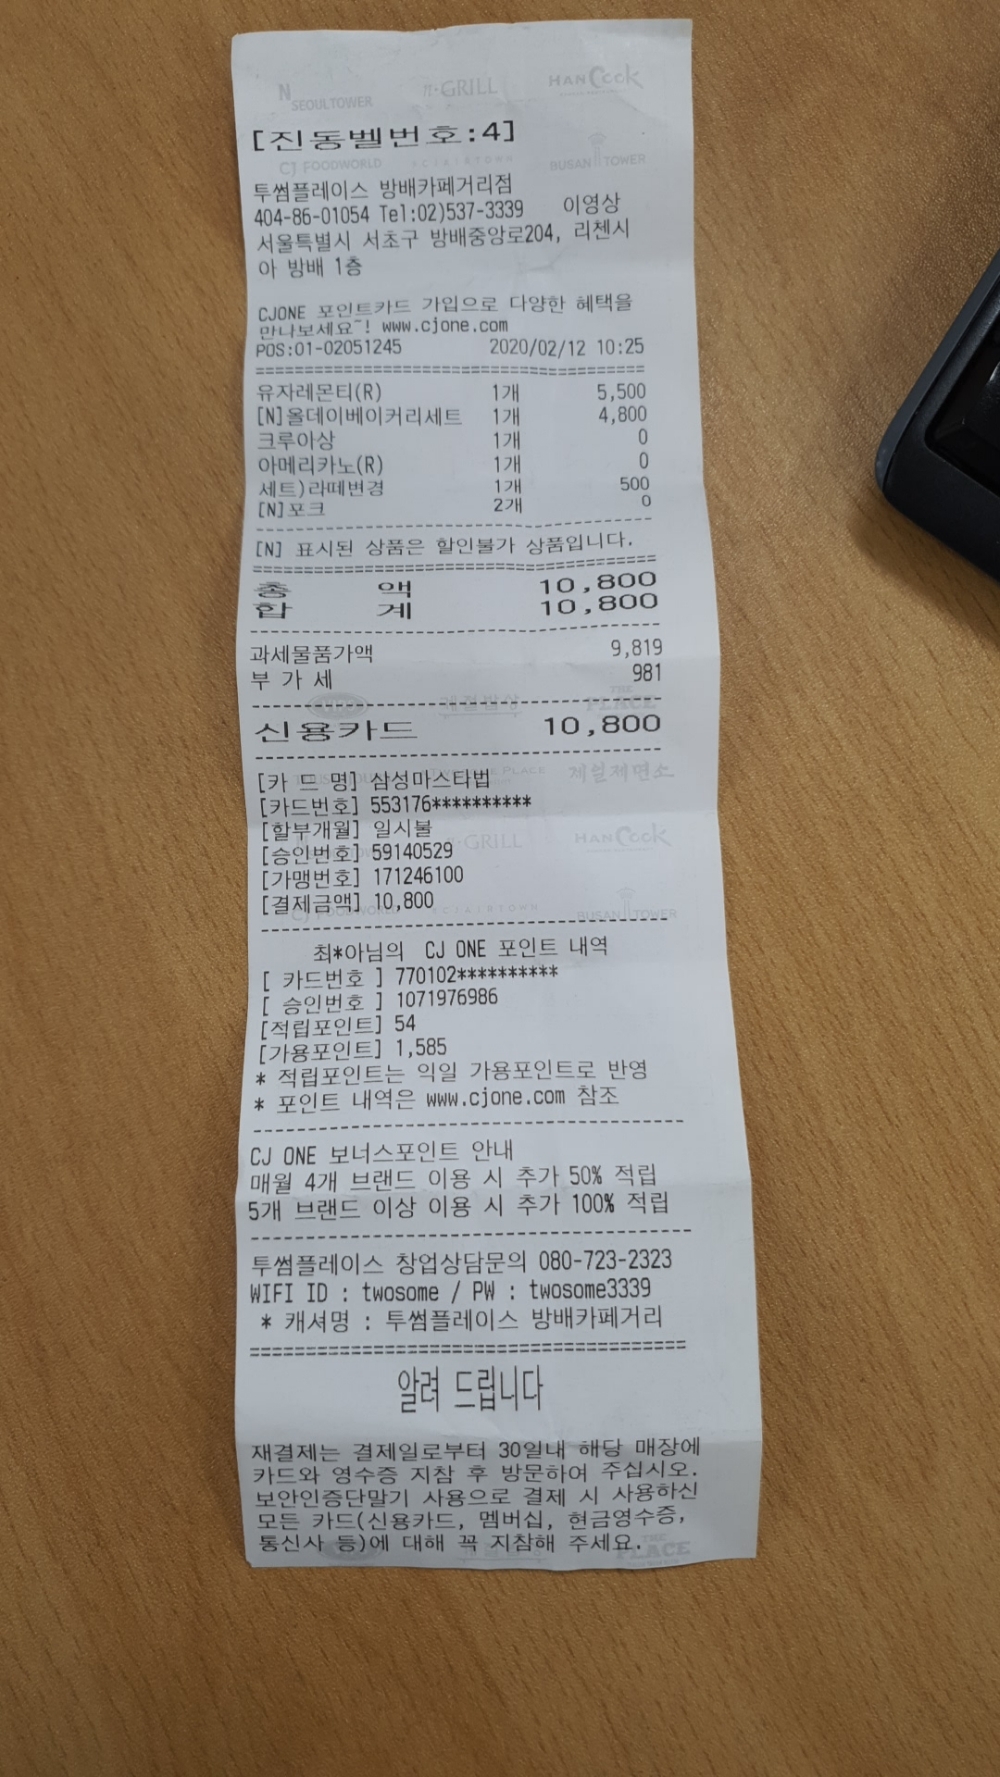 N SEOULTOWER n·GRILL HANCook
[진동벨번호:4]
CJ FOODWORLD BUSAN TOWER
투썸플레이스 방배카페거리점
404-86-01054 Tel:02)537-3339 이영상
서울특별시 서초구 방배중앙로204, 리첸시
아 방배 1층
CJONE 포인트카드 가입으로 다양한 혜택을
만나보세요~! www.cjone.com
POS:01-02051245 2020/02/12 10:25
유자레몬티(R) 1개 5,500
[N]올데이베이커리세트 1개 4,800
크루아상 1개 0
아메리카노(R) 1개 0
세트)라떼변경 1개 500
[N]포크 2개 0
[N] 표시된 상품은 할인불가 상품입니다.
총 액 10,800
합 계 10,800
과세물품가액 9,819
부 가 세 981
계절밥상 THE PLACE
신용카드 10,800
[카 드 명] 삼성마스타법
제일제면소
[카드번호] 553176**********
[할부개월] 일시불
GRILL HANCook
[승인번호] 59140529
[가맹번호] 171246100
[결제금액] 10,800
CJ FOODWORLD BUSAN TOWER
최*아님의 CJ ONE 포인트 내역
[ 카드번호 ] 770102**********
[ 승인번호 ] 1071976986
[적립포인트] 54
[가용포인트] 1,585
* 적립포인트는 익일 가용포인트로 반영
* 포인트 내역은 www.cjone.com 참조
CJ ONE 보너스포인트 안내
매월 4개 브랜드 이용 시 추가 50% 적립
5개 브랜드 이상 이용 시 추가 100% 적립
투썸플레이스 창업상담문의 080-723-2323
WIFI ID : twosome / PW : twosome3339
* 캐셔명 : 투썸플레이스 방배카페거리
알려 드립니다
재결제는 결제일로부터 30일내 해당 매장에
카드와 영수증 지참 후 방문하여 주십시오.
보안인증단말기 사용으로 결제 시 사용하신
모든 카드(신용카드, 멤버십, 현금영수증,
통신사 등)에 대해 꼭 지참해 주세요.
THE PLACE